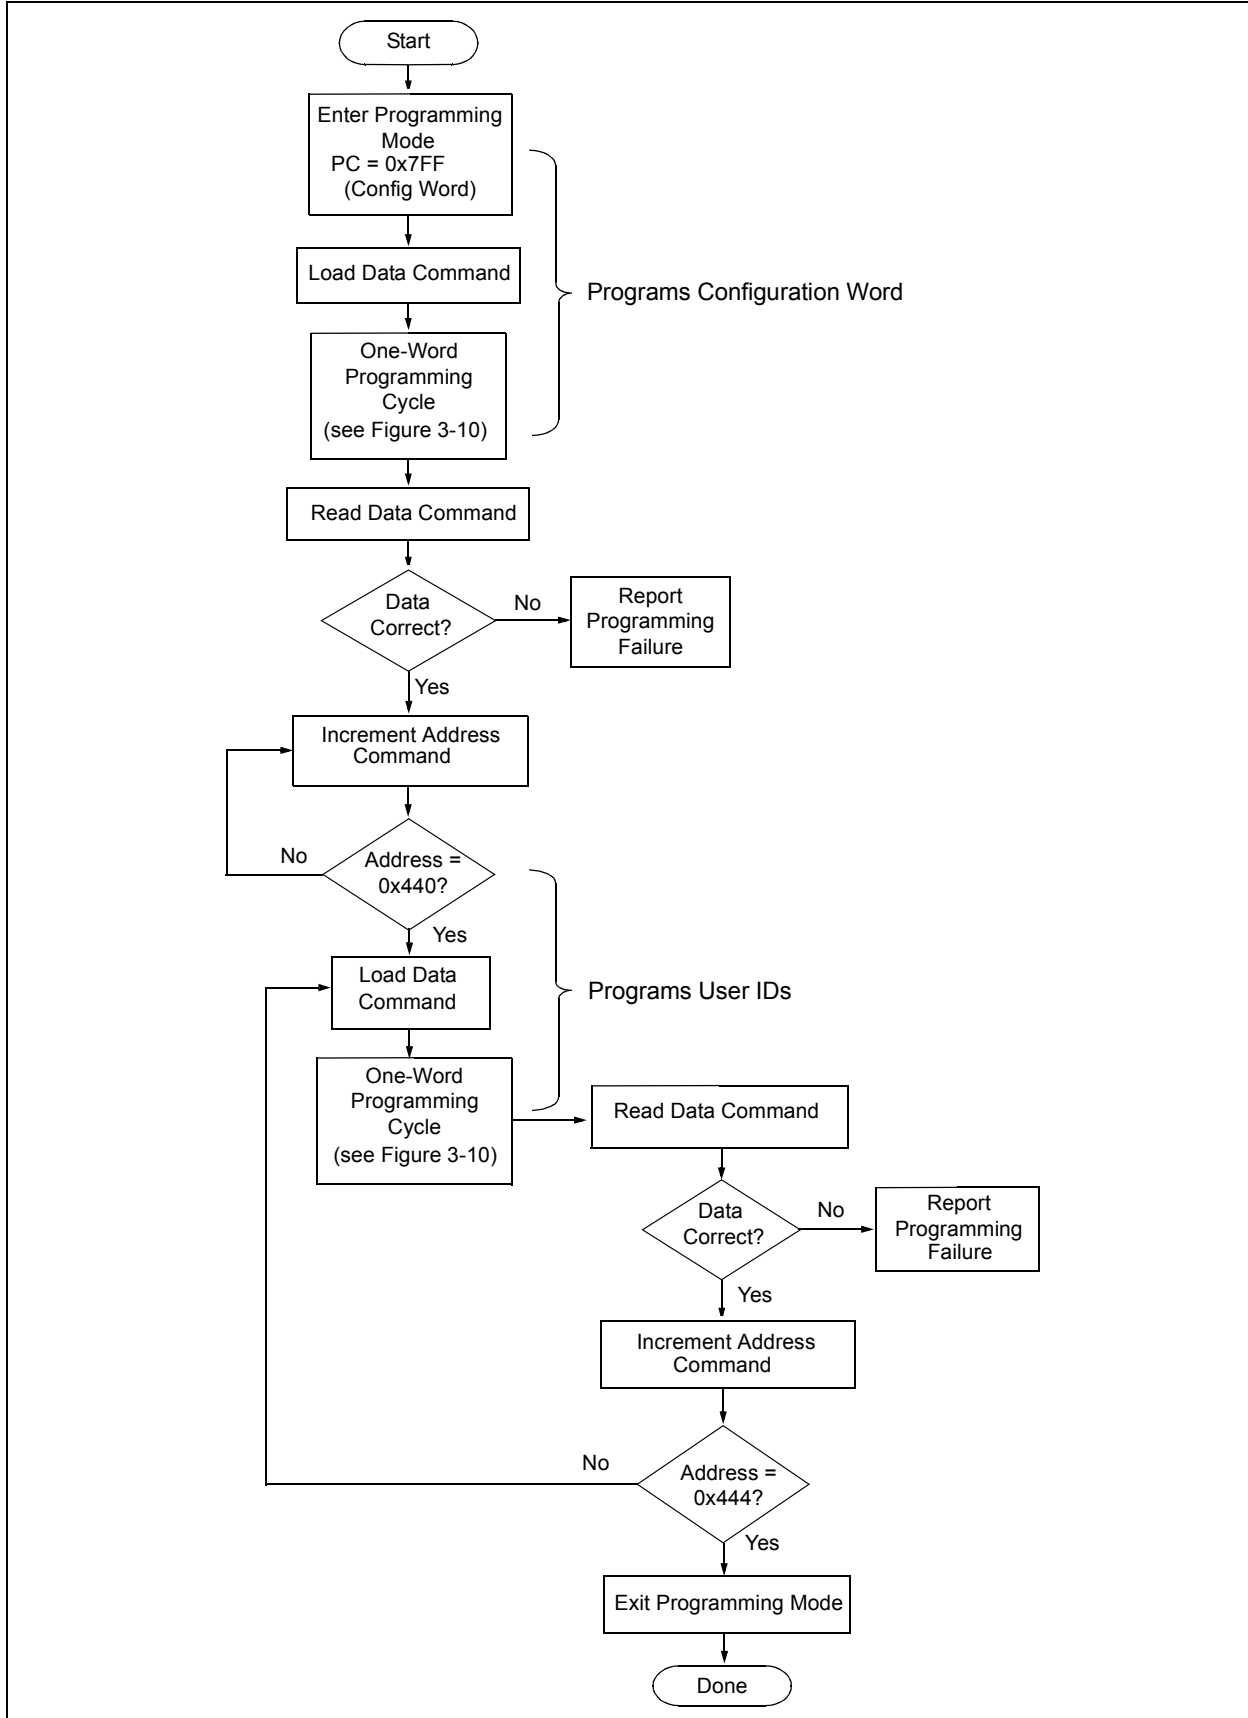 Start
Enter Programming
Mode
PC = 0x7FF
(Config Word)
Load Data Command
Programs Configuration Word
One-Word
Programming
Cycle
(see Figure 3-10)
Read Data Command
Data
Correct?
No
Report
Programming
Failure
Yes
Increment Address
Command
No
Address =
0x440?
Yes
Load Data
Command
Programs User IDs
One-Word
Programming
Cycle
(see Figure 3-10)
Read Data Command
Data
Correct?
No
Report
Programming
Failure
Yes
Increment Address
Command
No
Address =
0x444?
Yes
Exit Programming Mode
Done